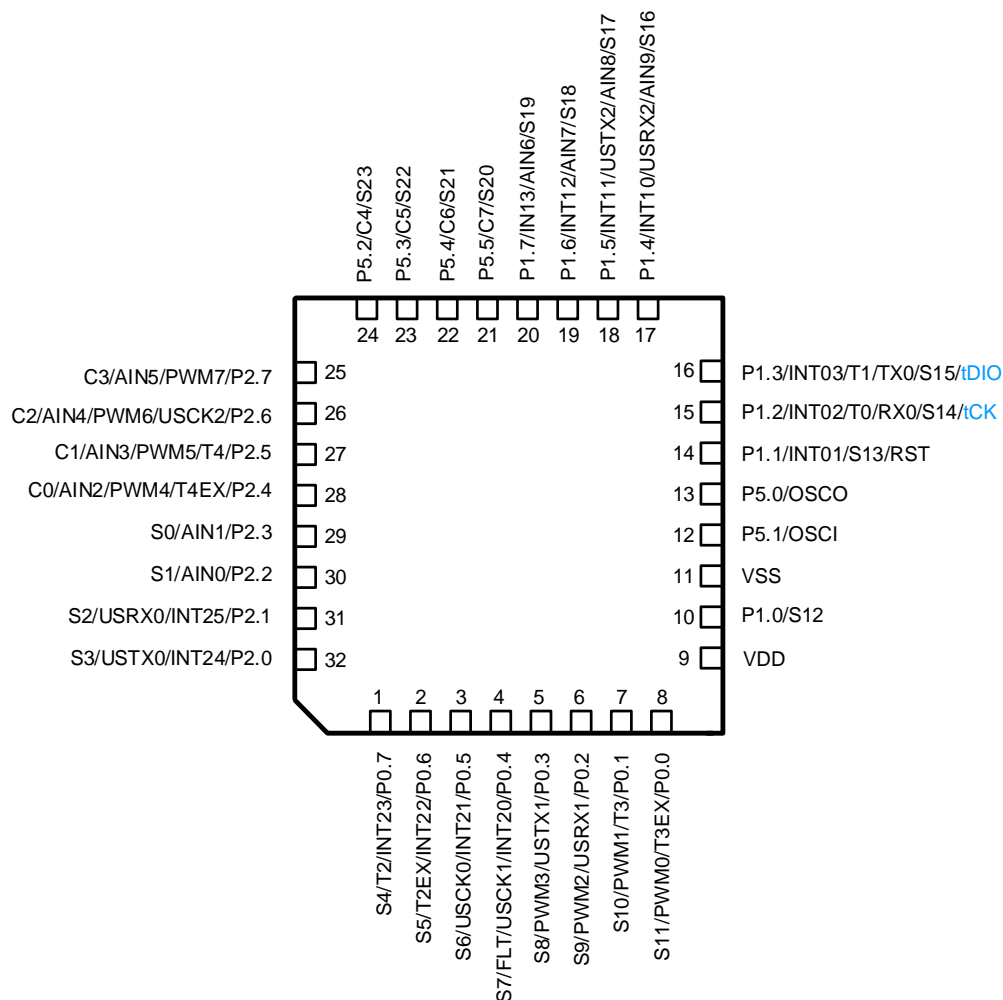 P5.2/C4/S23
P5.3/C5/S22
P5.4/C6/S21
P5.5/C7/S20
P1.7/IN13/AIN6/S19
P1.6/INT12/AIN7/S18
P1.5/INT11/USTX2/AIN8/S17
P1.4/INT10/USRX2/AIN9/S16
24
23
22
21
20
19
18
17
C3/AIN5/PWM7/P2.7
25
16
P1.3/INT03/T1/TX0/S15/tDIO
C2/AIN4/PWM6/USCK2/P2.6
26
15
P1.2/INT02/T0/RX0/S14/tCK
C1/AIN3/PWM5/T4/P2.5
27
14
P1.1/INT01/S13/RST
C0/AIN2/PWM4/T4EX/P2.4
28
13
P5.0/OSCO
S0/AIN1/P2.3
29
12
P5.1/OSCI
S1/AIN0/P2.2
30
11
VSS
S2/USRX0/INT25/P2.1
31
10
P1.0/S12
S3/USTX0/INT24/P2.0
32
9
VDD
1
2
3
4
5
6
7
8
S4/T2/INT23/P0.7
S5/T2EX/INT22/P0.6
S6/USCK0/INT21/P0.5
S7/FLT/USCK1/INT20/P0.4
S8/PWM3/USTX1/P0.3
S9/PWM2/USRX1/P0.2
S10/PWM1/T3/P0.1
S11/PWM0/T3EX/P0.0